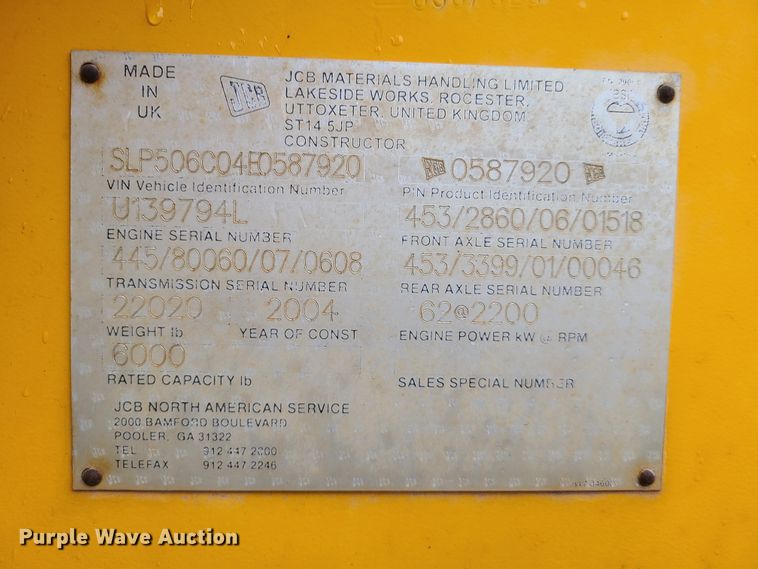 MADE
IN
UK
JCB
JCB MATERIALS HANDLING LIMITED
LAKESIDE WORKS, ROCESTER,
UTTOXETER, UNITED KINGDOM
ST14 5JP
CONSTRUCTOR
SLP506C04E0587920
VIN Vehicle Identification Number
JCB 0587920 JCB
PIN Product Identification Number
U139794L
ENGINE SERIAL NUMBER
453/2860/06/01518
FRONT AXLE SERIAL NUMBER
445/80060/07/0608
TRANSMISSION SERIAL NUMBER
453/3399/01/00046
REAR AXLE SERIAL NUMBER
22020 2004
WEIGHT lb YEAR OF CONST
62@2200
ENGINE POWER kW @ RPM
6000
RATED CAPACITY lb
SALES SPECIAL NUMBER
JCB NORTH AMERICAN SERVICE
2000 BAMFORD BOULEVARD
POOLER, GA 31322
TEL 912 447 2000
TELEFAX 912 447 2246
Purple Wave Auction